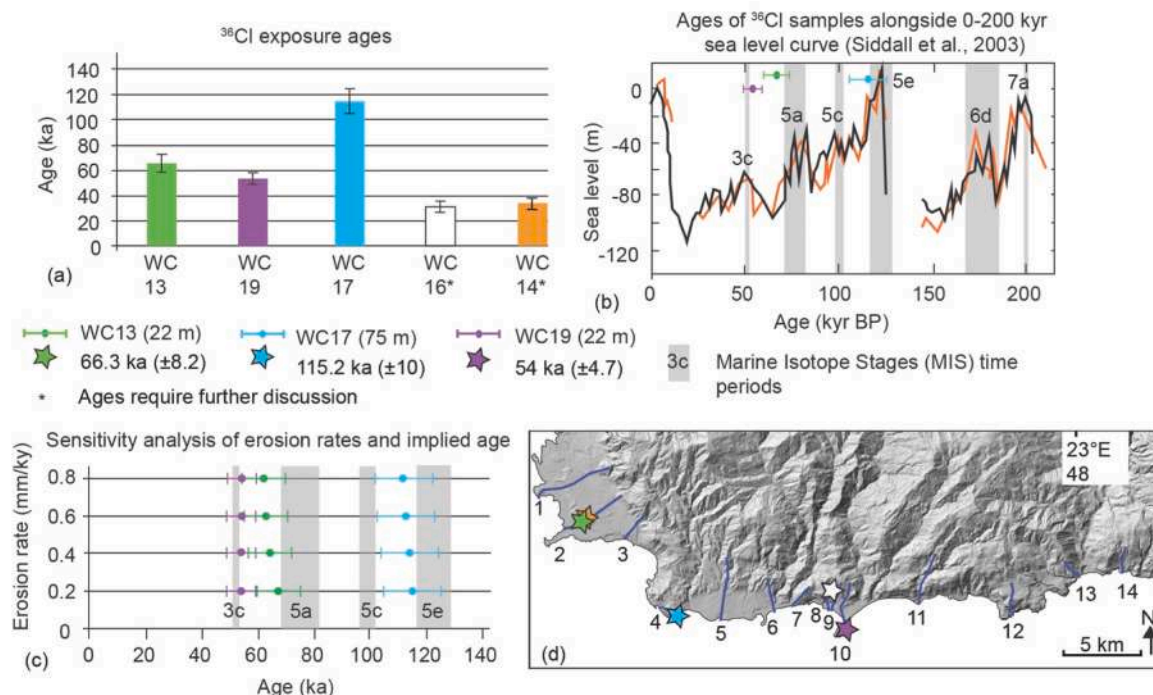 ³⁶Cl exposure ages
Age (ka)
140
120
100
80
60
40
20
0
WC 13
WC 19
WC 17
WC 16*
WC 14*
(a)
Ages of ³⁶Cl samples alongside 0-200 kyr
sea level curve (Siddall et al., 2003)
Sea level (m)
0
-40
-80
-120
3c
5a
5c
5e
6d
7a
0 50 100 150 200
Age (kyr BP)
(b)
WC13 (22 m)
66.3 ka (±8.2)
WC17 (75 m)
115.2 ka (±10)
WC19 (22 m)
54 ka (±4.7)
* Ages require further discussion
3c
Marine Isotope Stages (MIS) time
periods
Sensitivity analysis of erosion rates and implied age
Erosion rate (mm/ky)
0.8
0.6
0.4
0.2
0
3c 5a 5c 5e
0 20 40 60 80 100 120 140
Age (ka)
(c)
23°E
48
1
2
3
4
5
6
7
8
9
10
11
12
13
14
N
5 km
(d)